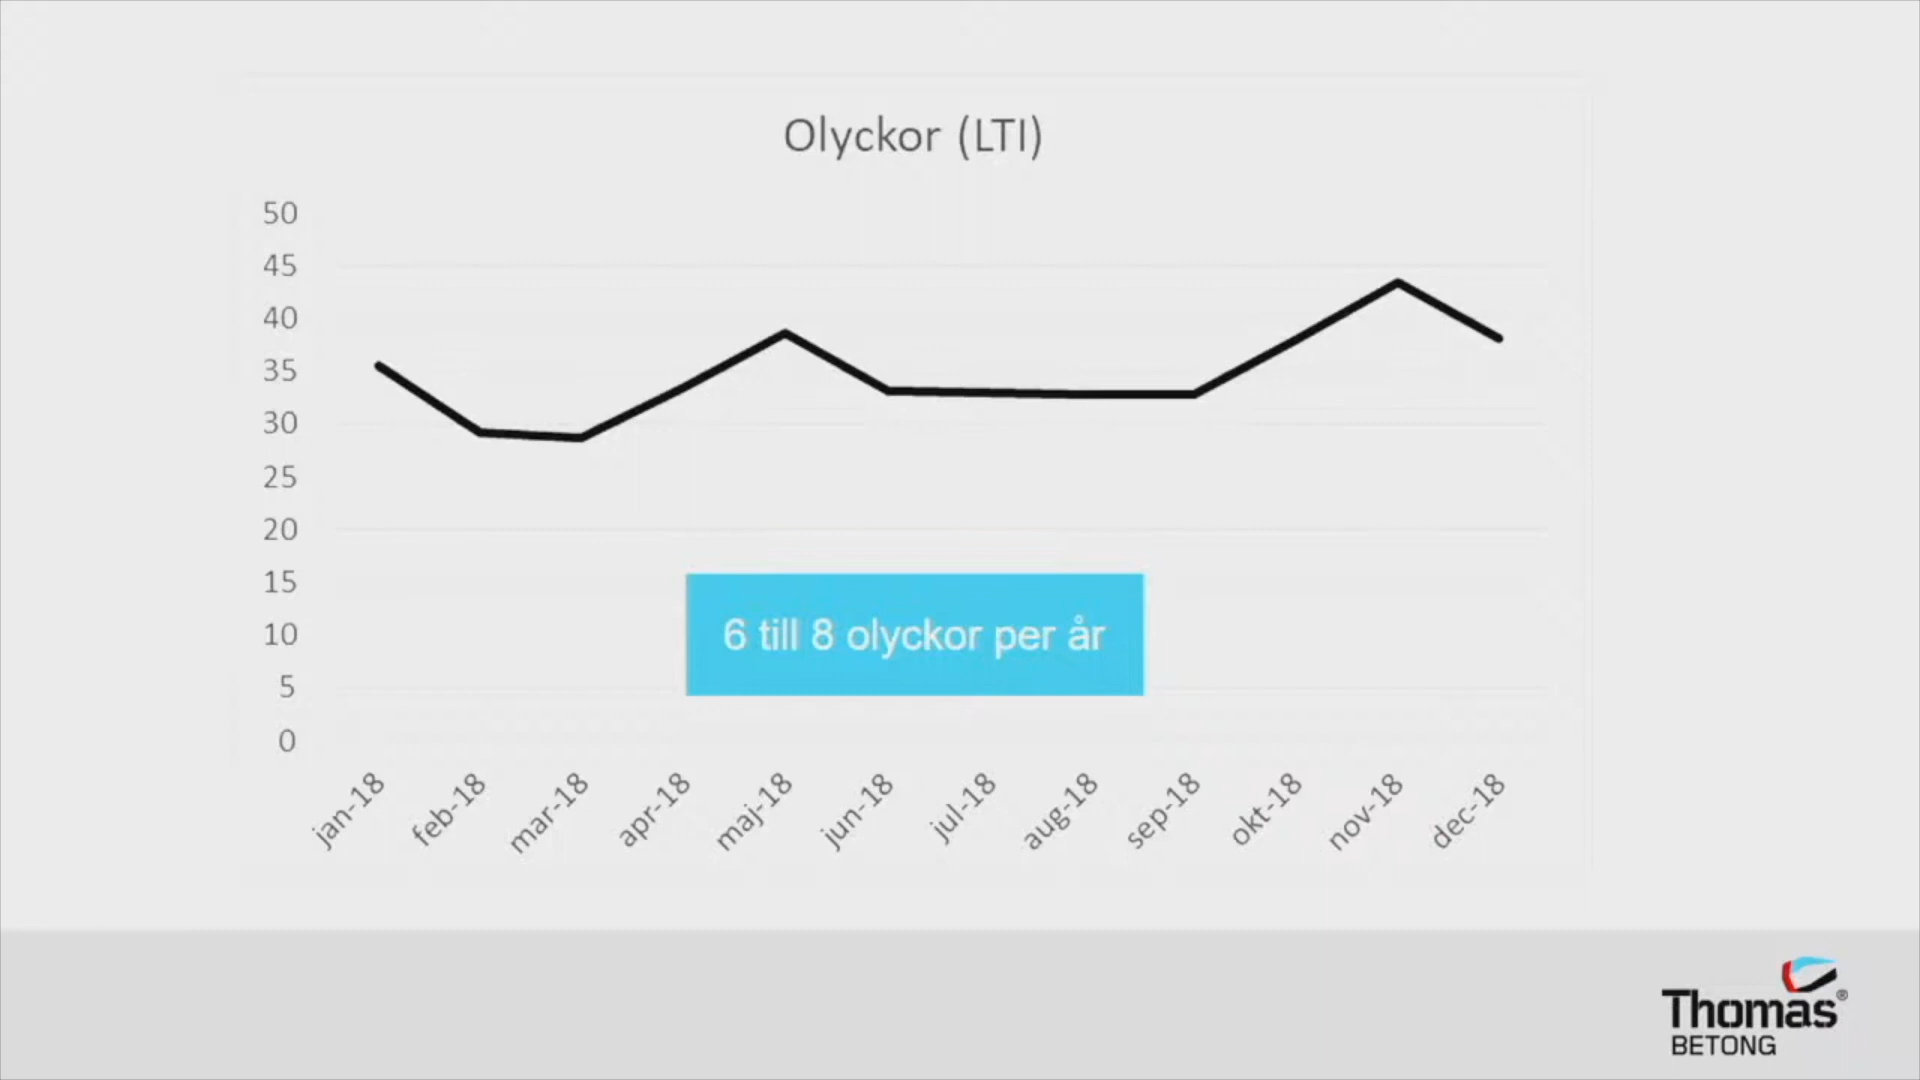 Olyckor (LTI)
50
45
40
35
30
25
20
15
10
5
0
6 till 8 olyckor per år
jan-18
feb-18
mar-18
apr-18
maj-18
jun-18
jul-18
aug-18
sep-18
okt-18
nov-18
dec-18
Thomas®
BETONG